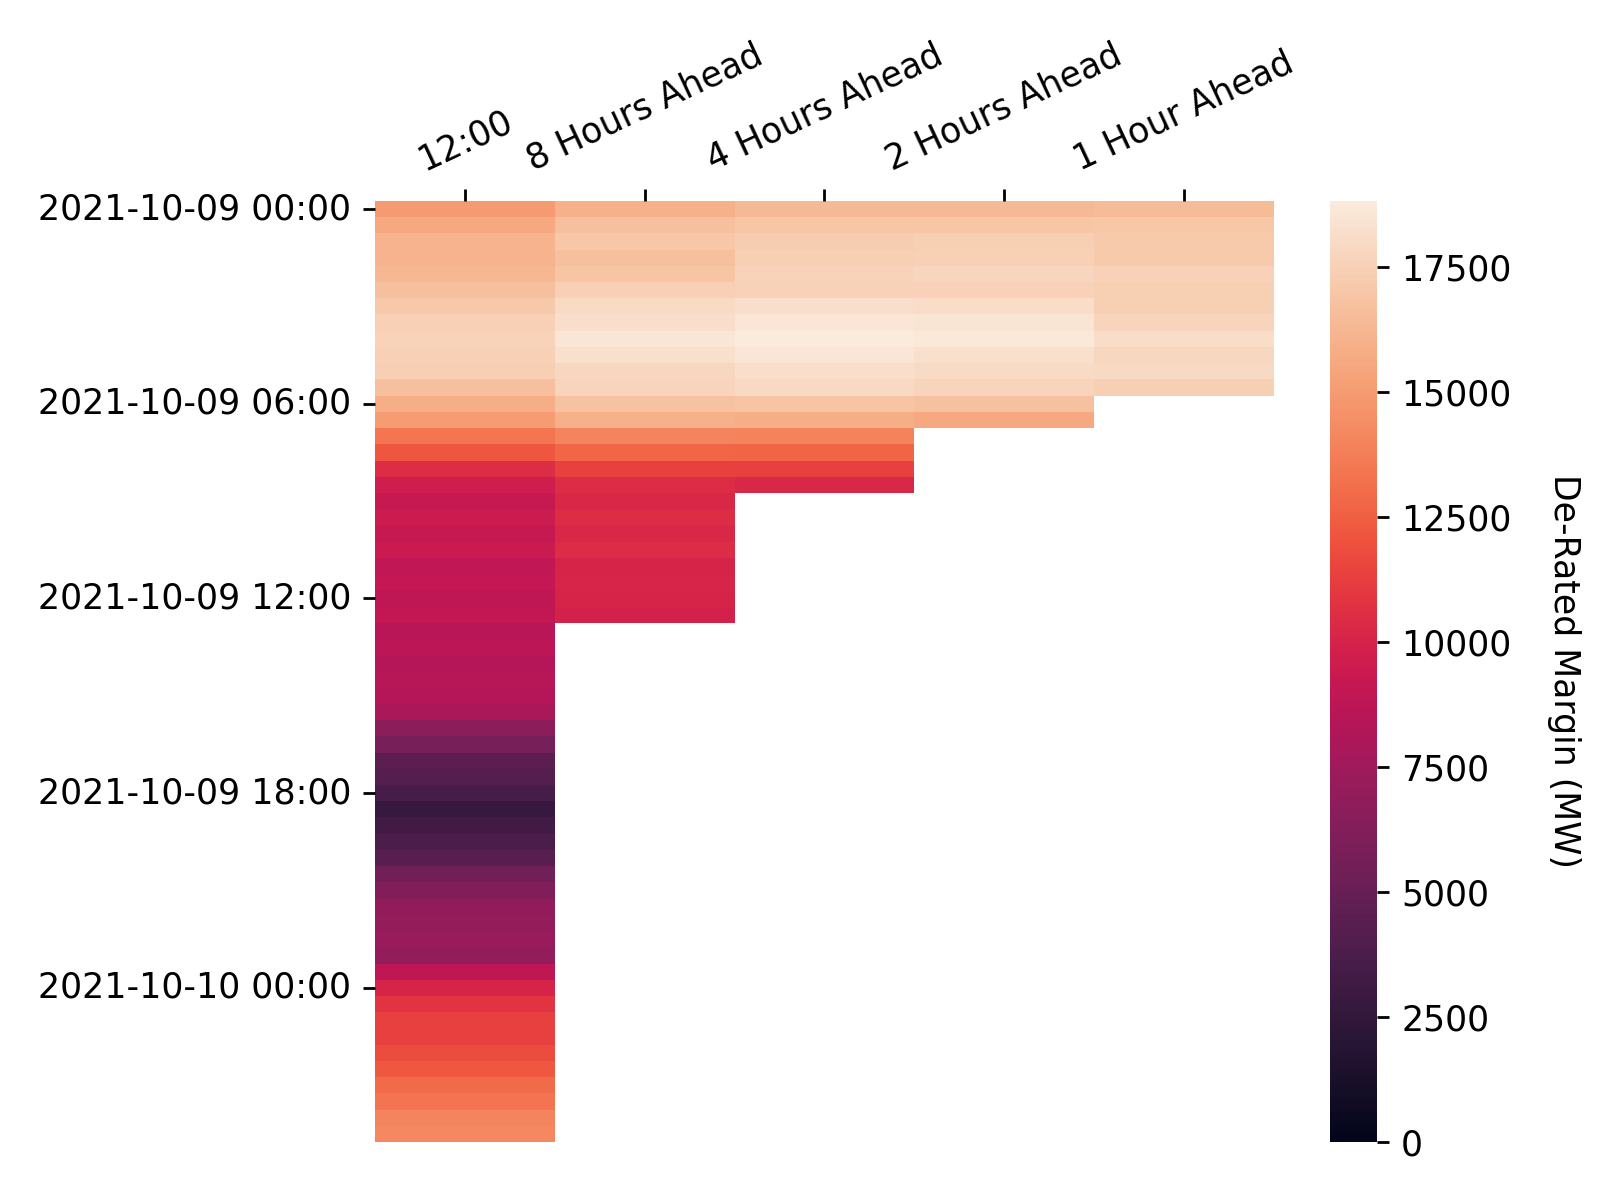 12:00
8 Hours Ahead
4 Hours Ahead
2 Hours Ahead
1 Hour Ahead
2021-10-09 00:00
2021-10-09 06:00
2021-10-09 12:00
2021-10-09 18:00
2021-10-10 00:00
17500
15000
12500
10000
7500
5000
2500
0
De-Rated Margin (MW)